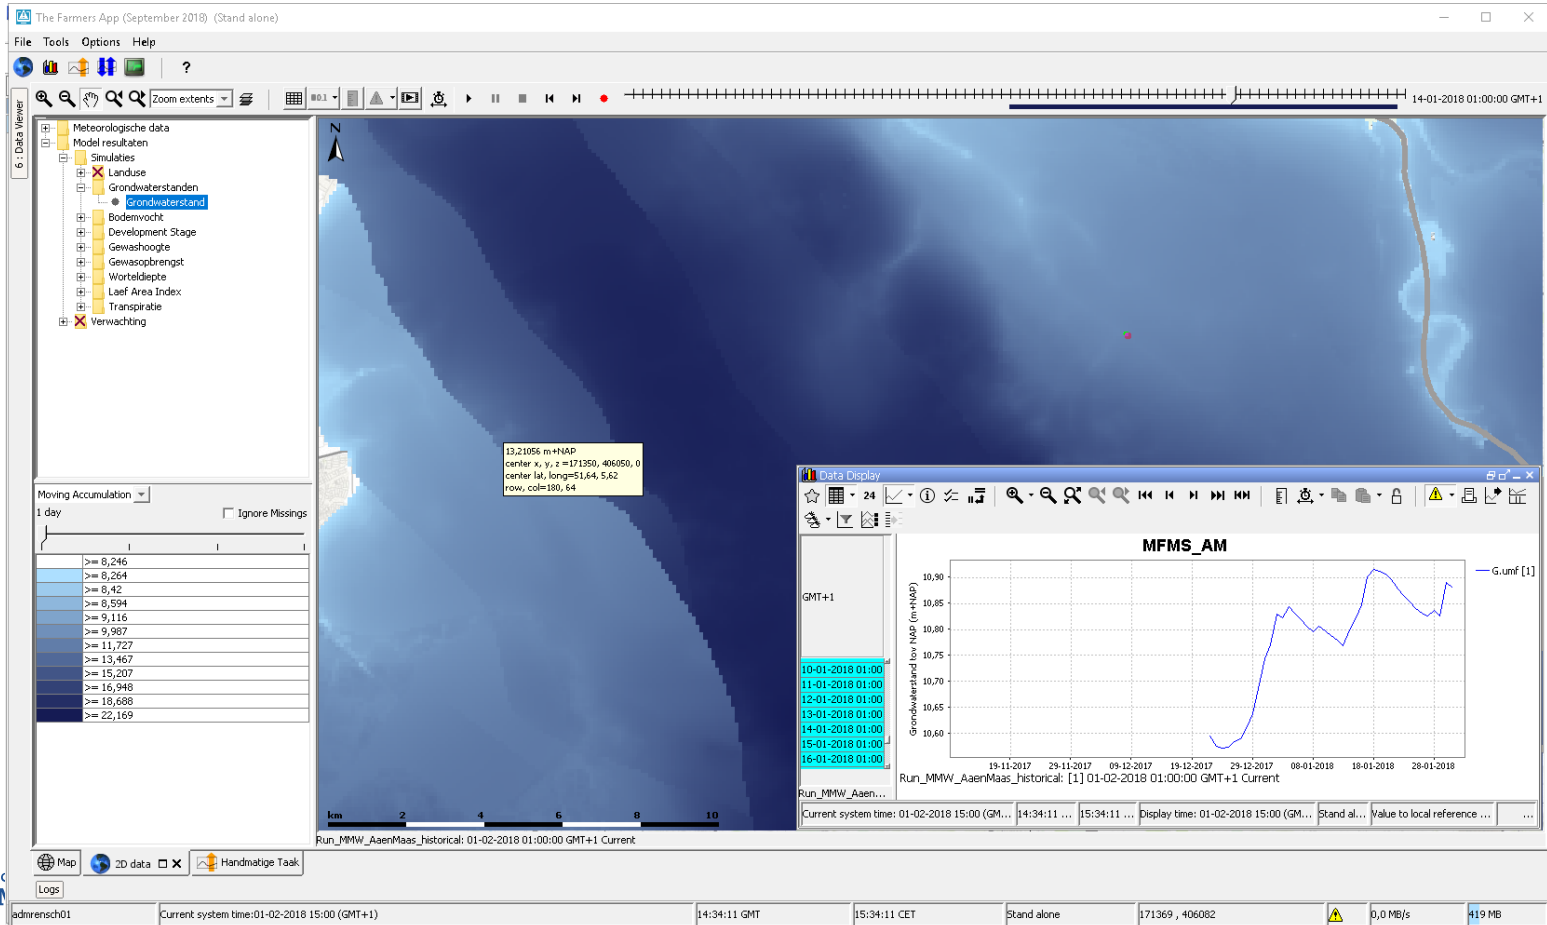 The Farmers App (September 2018) (Stand alone)
File Tools Options Help
?
Zoom extents
14-01-2018 01:00:00 GMT+1
6 : Data Viewer
Meteorologische data
Model resultaten
Simulaties
Landuse
Grondwaterstanden
Grondwaterstand
Bodemvocht
Development Stage
Gewashoogte
Gewasopbrengst
Worteldiepte
Laef Area Index
Transpiratie
Verwachting
N
13,21056 m+NAP
center x, y, z =171350, 406050, 0
center lat, long=51,64, 5,62
row, col=180, 64
Moving Accumulation
1 day
Ignore Missings
>= 8,246
>= 8,264
>= 8,42
>= 8,594
>= 9,116
>= 9,987
>= 11,727
>= 13,467
>= 15,207
>= 16,948
>= 18,688
>= 22,169
km 2 4 6 8 10
Run_MMW_AaenMaas_historical: 01-02-2018 01:00:00 GMT+1 Current
Data Display
24
GMT+1
10-01-2018 01:00
11-01-2018 01:00
12-01-2018 01:00
13-01-2018 01:00
14-01-2018 01:00
15-01-2018 01:00
16-01-2018 01:00
Run_MMW_Aaen...
MFMS_AM
G.umf [1]
Grondwaterstand tov NAP (m+NAP)
10,90
10,85
10,80
10,75
10,70
10,65
10,60
19-11-2017 29-11-2017 09-12-2017 19-12-2017 29-12-2017 08-01-2018 18-01-2018 28-01-2018
Run_MMW_AaenMaas_historical: [1] 01-02-2018 01:00:00 GMT+1 Current
Current system time: 01-02-2018 15:00 (GM... 14:34:11 ... 15:34:11 ... Display time: 01-02-2018 15:00 (GM... Stand al... Value to local reference ... ...
Map 2D data Handmatige Taak
Logs
admrensch01 Current system time:01-02-2018 15:00 (GMT+1) 14:34:11 GMT 15:34:11 CET Stand alone 171369 , 406082 0,0 MB/s 419 MB